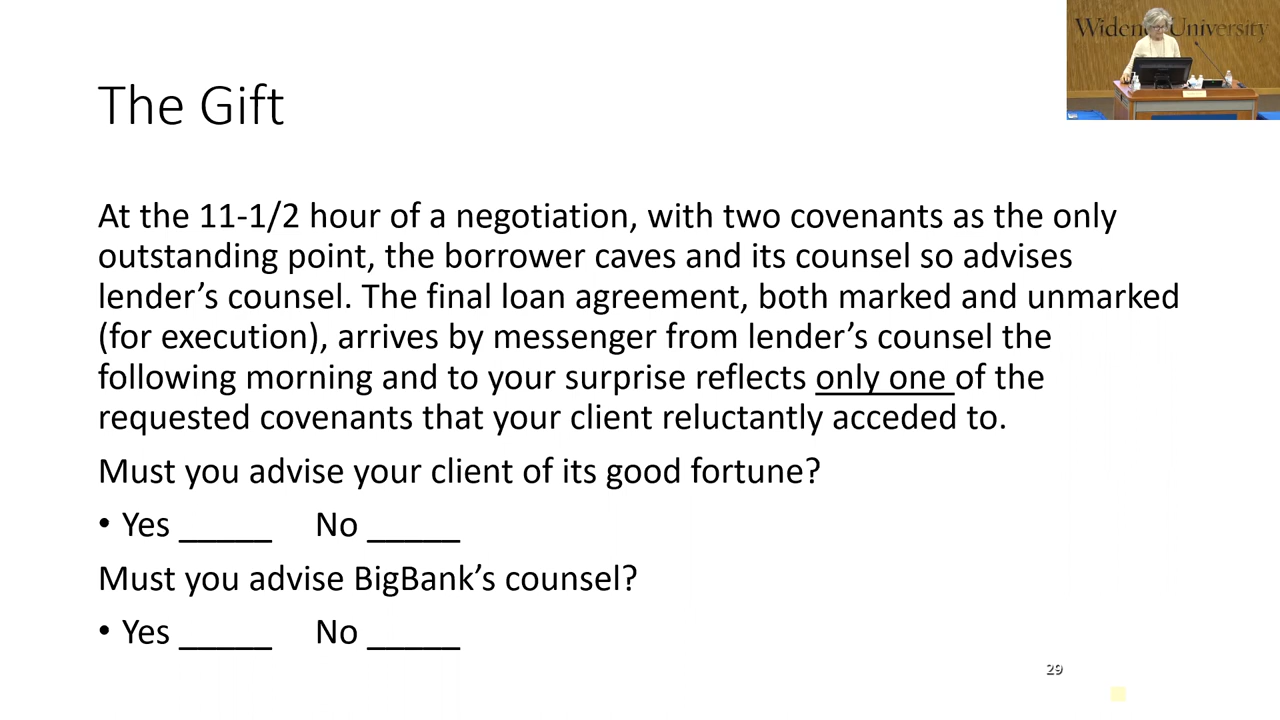 Widener University
The Gift
At the 11-1/2 hour of a negotiation, with two covenants as the only
outstanding point, the borrower caves and its counsel so advises
lender’s counsel. The final loan agreement, both marked and unmarked
(for execution), arrives by messenger from lender’s counsel the
following morning and to your surprise reflects only one of the
requested covenants that your client reluctantly acceded to.
Must you advise your client of its good fortune?
• Yes _____ No _____
Must you advise BigBank’s counsel?
• Yes _____ No _____
29